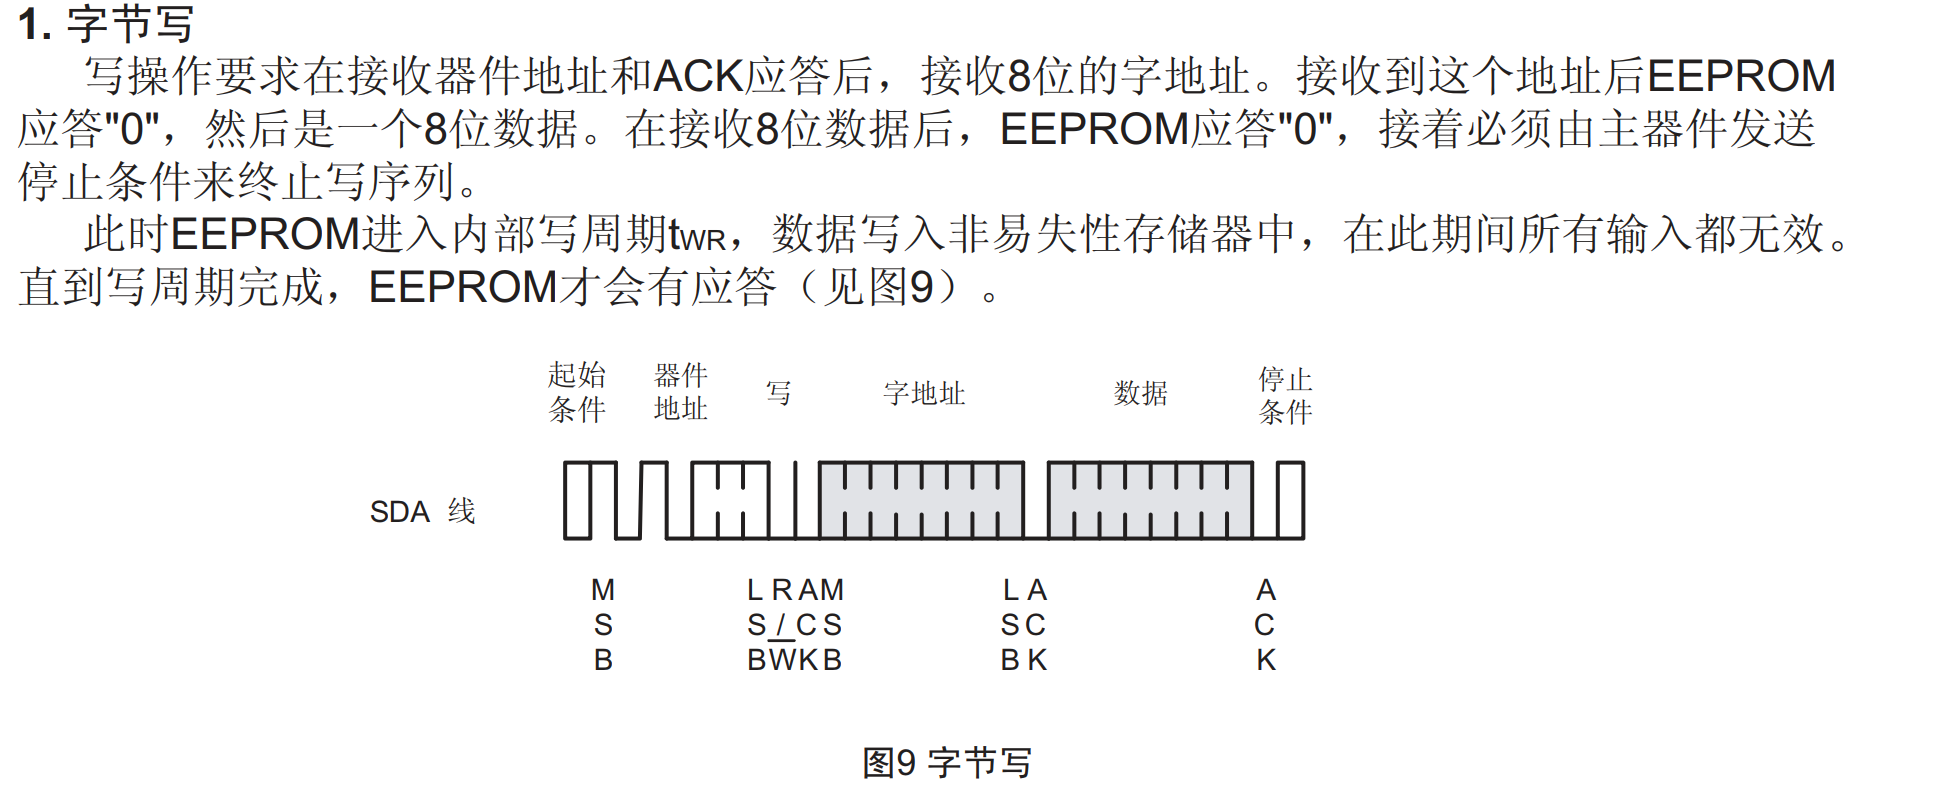 1. 字节写
写操作要求在接收器件地址和ACK应答后，接收8位的字地址。接收到这个地址后EEPROM
应答"0"，然后是一个8位数据。在接收8位数据后，EEPROM应答"0"，接着必须由主器件发送
停止条件来终止写序列。
此时EEPROM进入内部写周期tWR，数据写入非易失性存储器中，在此期间所有输入都无效。
直到写周期完成，EEPROM才会有应答（见图9）。
起始 器件 写 字地址 数据 停止
条件 地址 条件
SDA 线
M L R A M L A A
S S / C S S C C
B B W K B B K K
图9 字节写